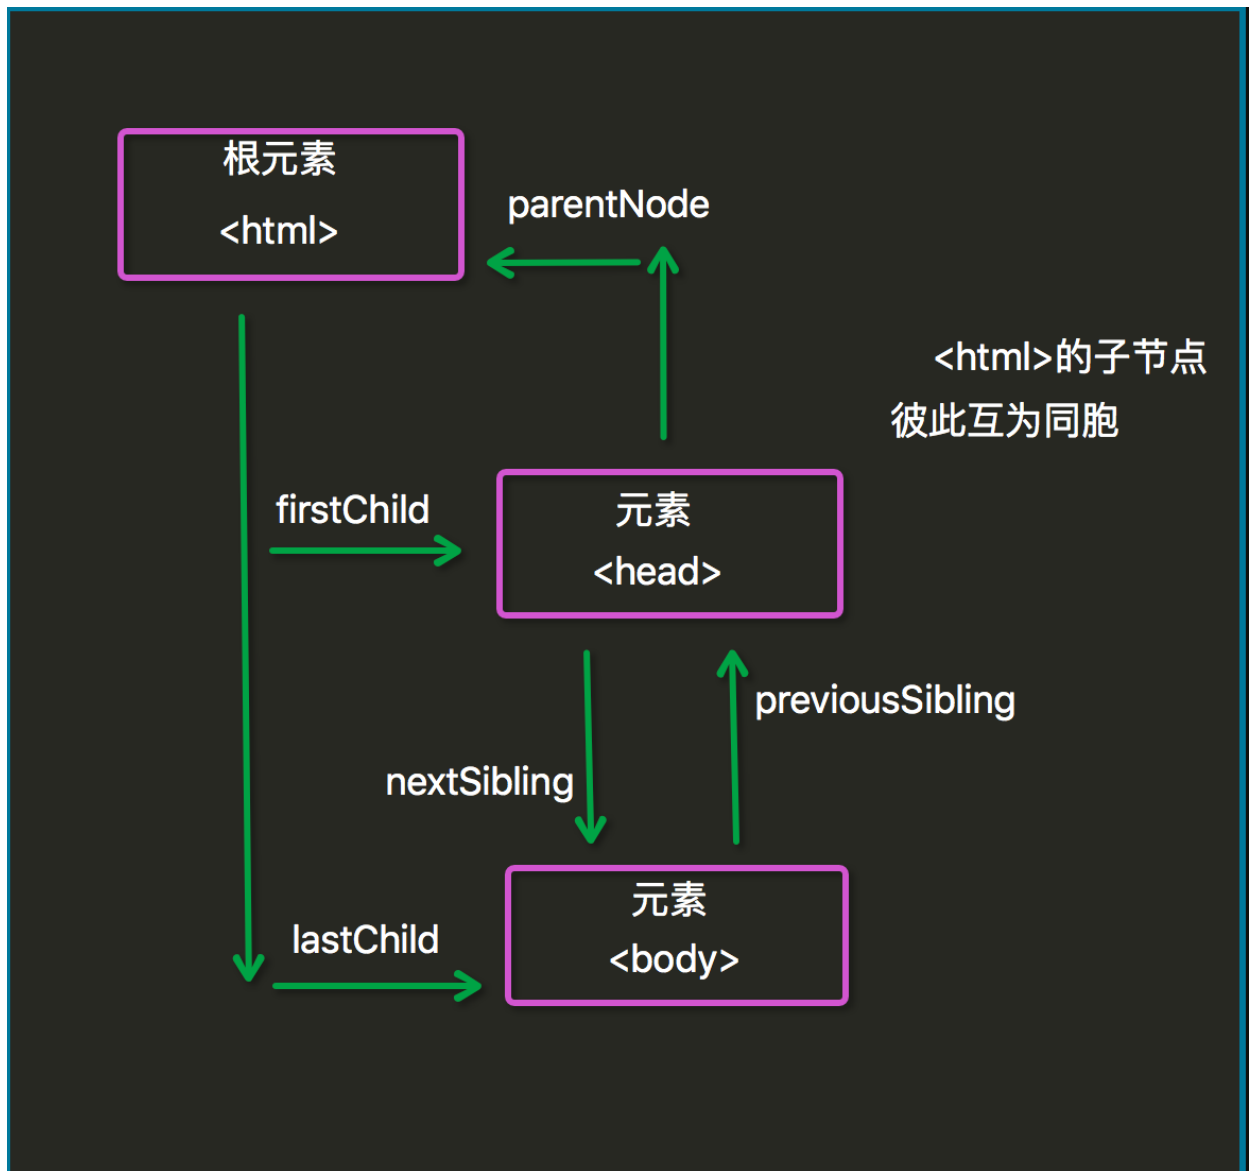 根元素
<html>
parentNode
<html>的子节点
彼此互为同胞
firstChild
元素
<head>
previousSibling
nextSibling
元素
<body>
lastChild